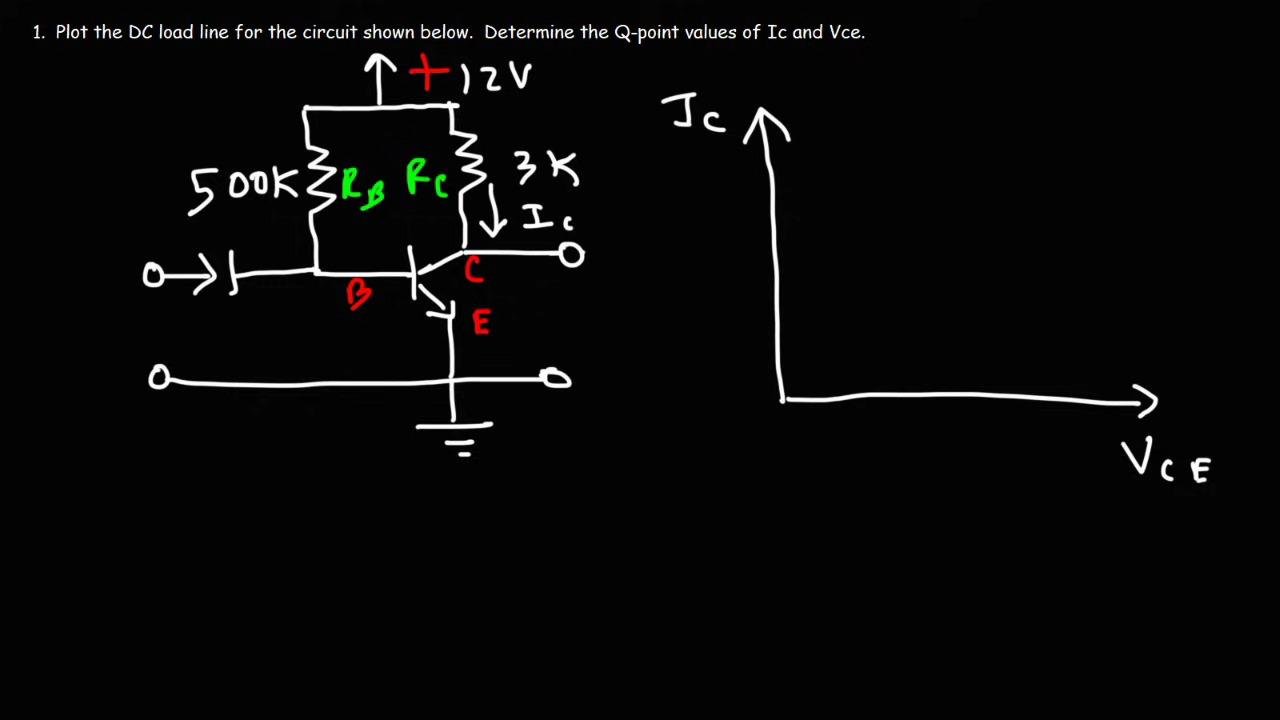 1. Plot the DC load line for the circuit shown below. Determine the Q-point values of Ic and Vce.
+12V
Ic
500K RB RC 3K
Ic
B C
E
VCE